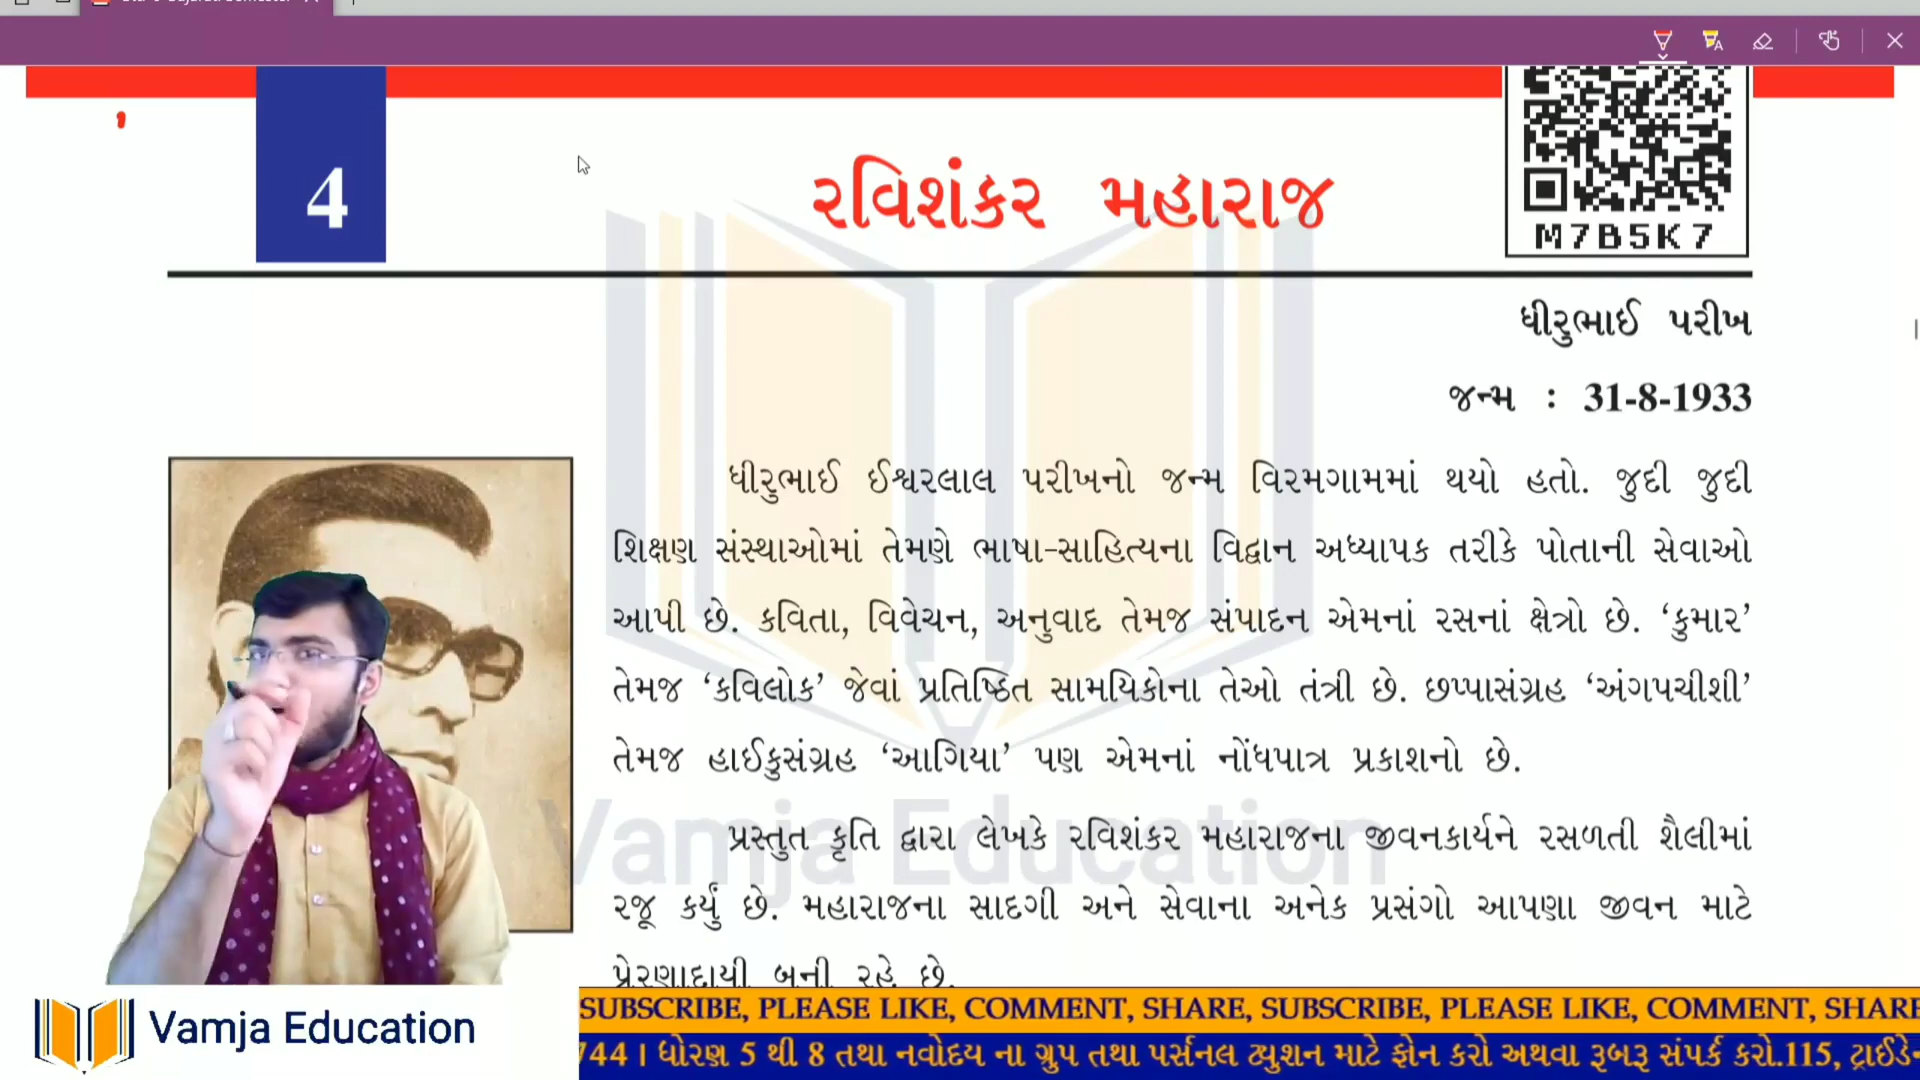 4
રવિશંકર મહારાજ
M7B5K7
ધીરુભાઈ પરીખ
જન્મ : 31-8-1933
ધીરુભાઈ ઈશ્વરલાલ પરીખનો જન્મ વિરમગામમાં થયો હતો. જુદી જુદી
શિક્ષણ સંસ્થાઓમાં તેમણે ભાષા-સાહિત્યના વિદ્વાન અધ્યાપક તરીકે પોતાની સેવાઓ
આપી છે. કવિતા, વિવેચન, અનુવાદ તેમજ સંપાદન એમનાં રસનાં ક્ષેત્રો છે. ‘કુમાર’
તેમજ ‘કવિલોક’ જેવાં પ્રતિષ્ઠિત સામયિકોના તેઓ તંત્રી છે. છપ્પાસંગ્રહ ‘અંગપચીશી’
તેમજ હાઈકુસંગ્રહ ‘આગિયા’ પણ એમનાં નોંધપાત્ર પ્રકાશનો છે.
પ્રસ્તુત કૃતિ દ્વારા લેખકે રવિશંકર મહારાજના જીવનકાર્યને રસળતી શૈલીમાં
રજૂ કર્યું છે. મહારાજના સાદગી અને સેવાના અનેક પ્રસંગો આપણા જીવન માટે
પ્રેરણાદાયી બની રહે છે.
Vamja Education
Vamja Education
SUBSCRIBE, PLEASE LIKE, COMMENT, SHARE, SUBSCRIBE, PLEASE LIKE, COMMENT, SHARE
744 । ધોરણ 5 થી 8 તથા નવોદય ના ગ્રુપ તથા પર્સનલ ટ્યુશન માટે ફોન કરો અથવા રૂબરૂ સંપર્ક કરો.115,